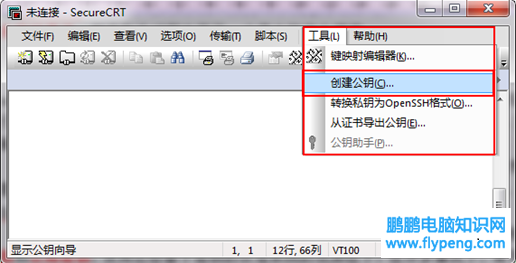 未连接 - SecureCRT
文件(F) 编辑(E) 查看(V) 选项(O) 传输(T) 脚本(S) 工具(L) 帮助(H)
键映射编辑器(K)...
创建公钥(C)...
转换私钥为OpenSSH格式(O)...
从证书导出公钥(E)...
公钥助手(P)...
鹏鹏电脑知识网
www.flypeng.com
显示公钥向导 1, 1 12行, 66列 VT100